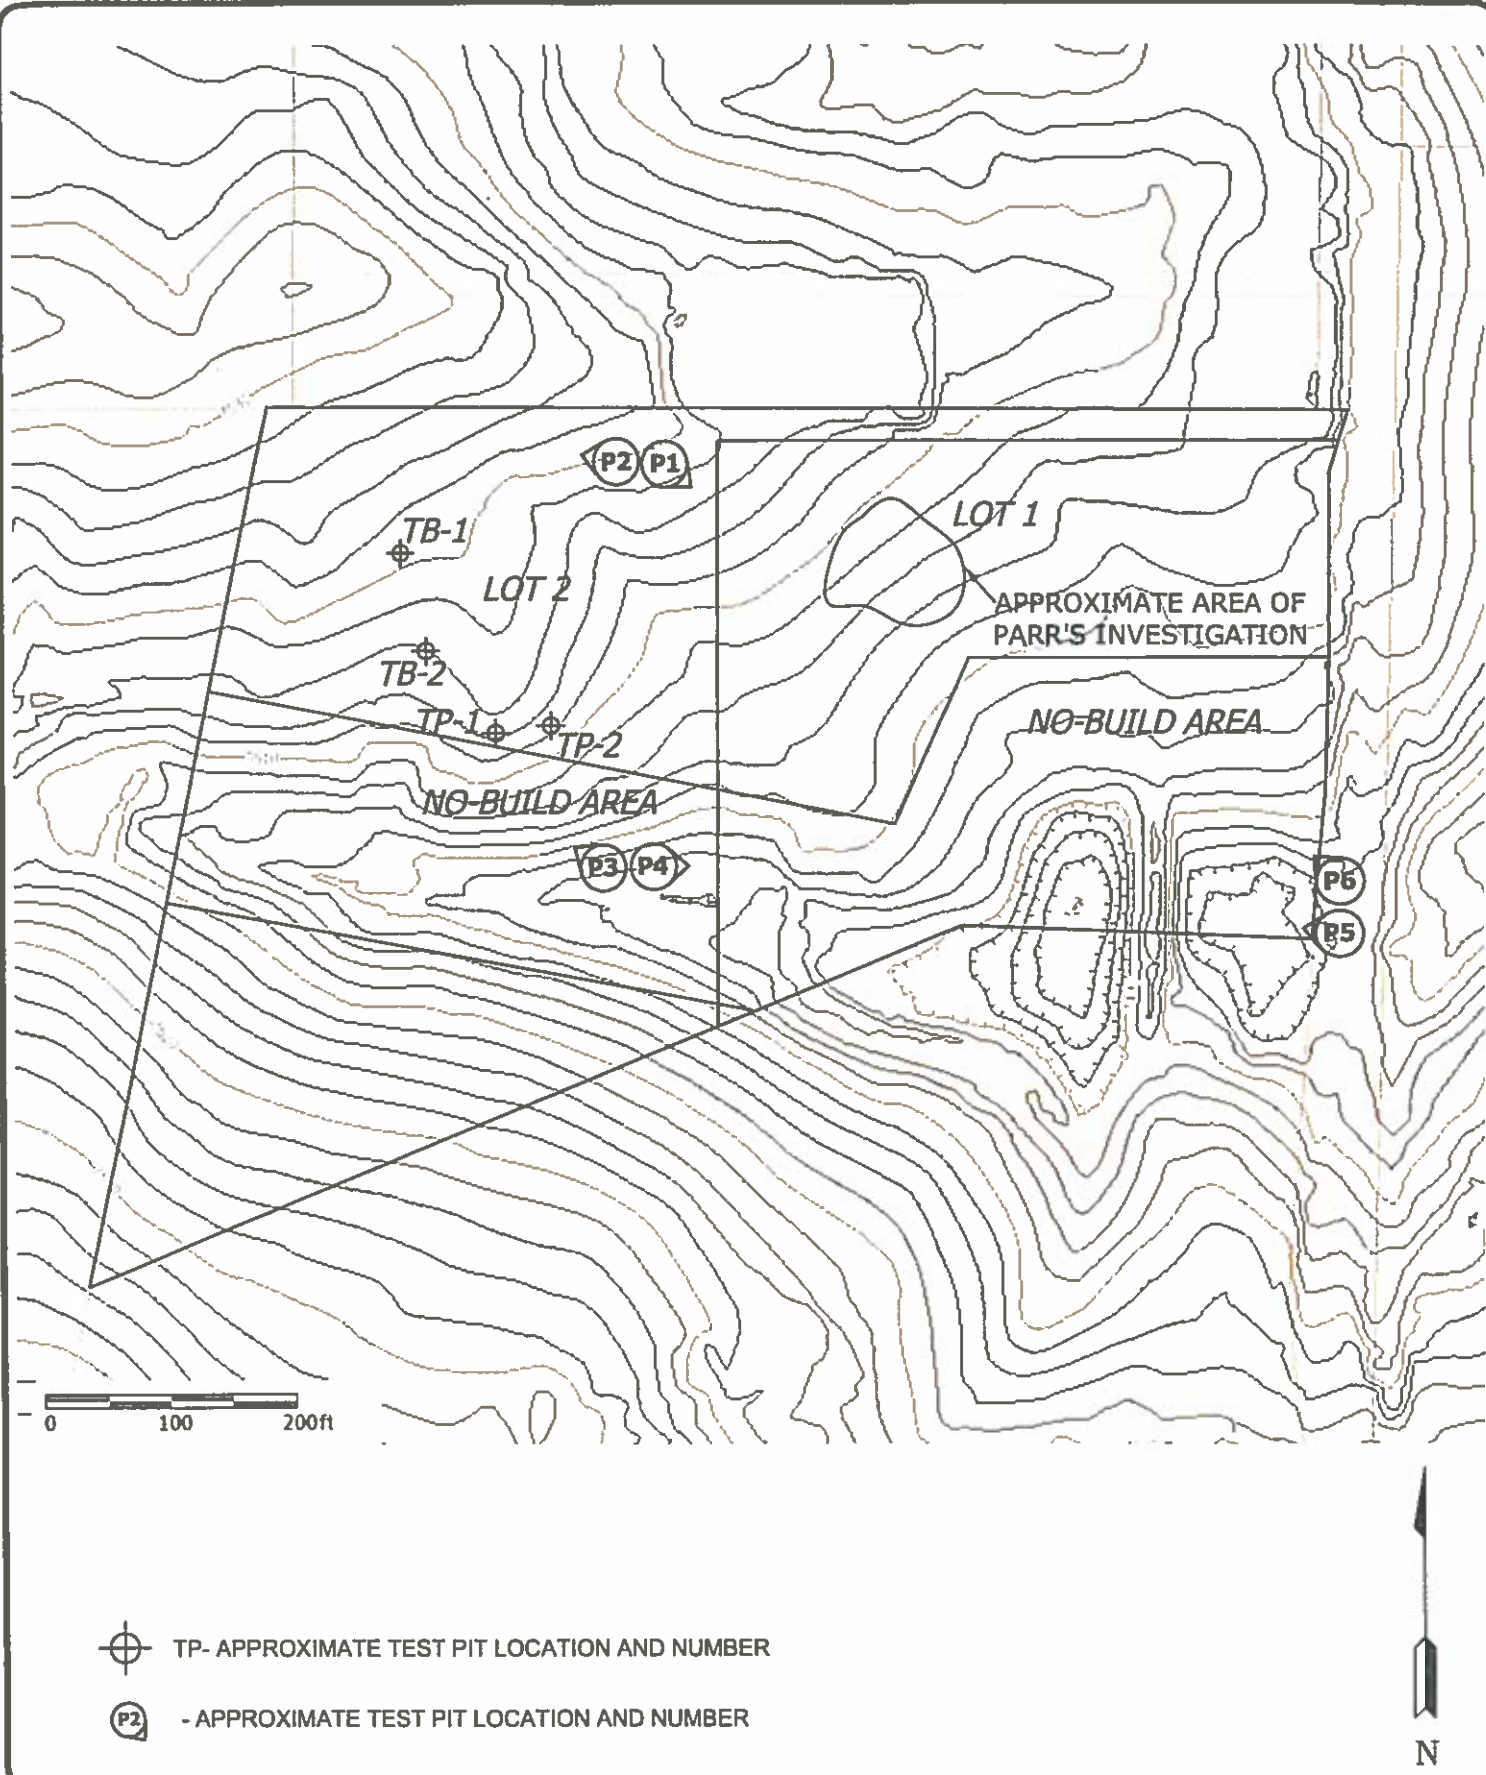 P2 P1
LOT 1
TB-1
LOT 2
APPROXIMATE AREA OF
PARR'S INVESTIGATION
TB-2
TP-1
TP-2
NO-BUILD AREA
NO-BUILD AREA
P3 P4
P6
P5
0 100 200ft
TP- APPROXIMATE TEST PIT LOCATION AND NUMBER
P2 - APPROXIMATE TEST PIT LOCATION AND NUMBER
N